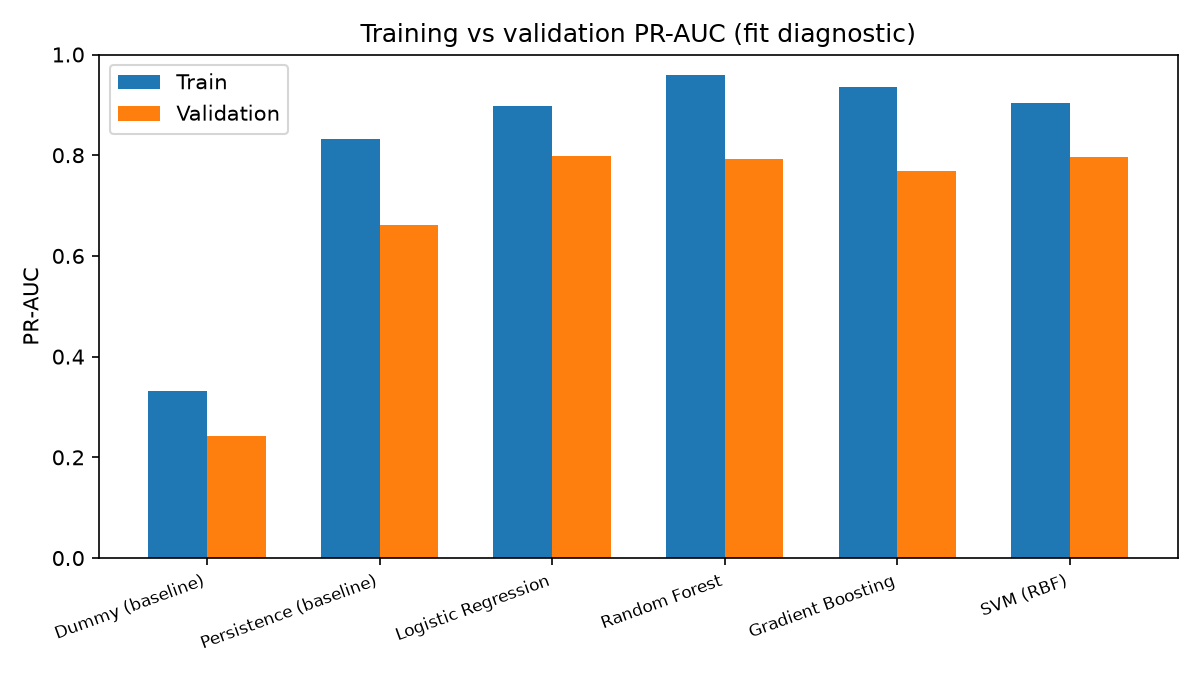 Training vs validation PR-AUC (fit diagnostic)
Train
Validation
PR-AUC
1.0
0.8
0.6
0.4
0.2
0.0
Dummy (baseline)
Persistence (baseline)
Logistic Regression
Random Forest
Gradient Boosting
SVM (RBF)